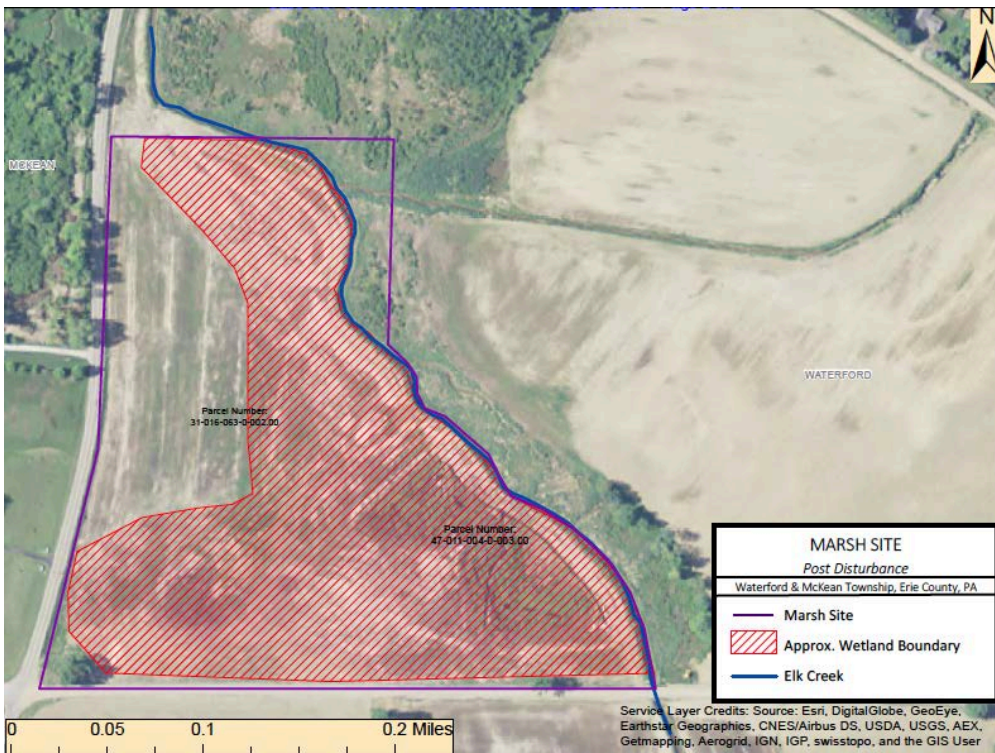 N
MCKEAN
WATERFORD
Parcel Number:
31-016-063-0-002.00
Parcel Number:
47-011-004-0-003.00
MARSH SITE
Post Disturbance
Waterford & McKean Township, Erie County, PA
Marsh Site
Approx. Wetland Boundary
Elk Creek
0 0.05 0.1 0.2 Miles
Service Layer Credits: Source: Esri, DigitalGlobe, GeoEye,
Earthstar Geographics, CNES/Airbus DS, USDA, USGS, AEX,
Getmapping, Aerogrid, IGN, IGP, swisstopo, and the GIS User